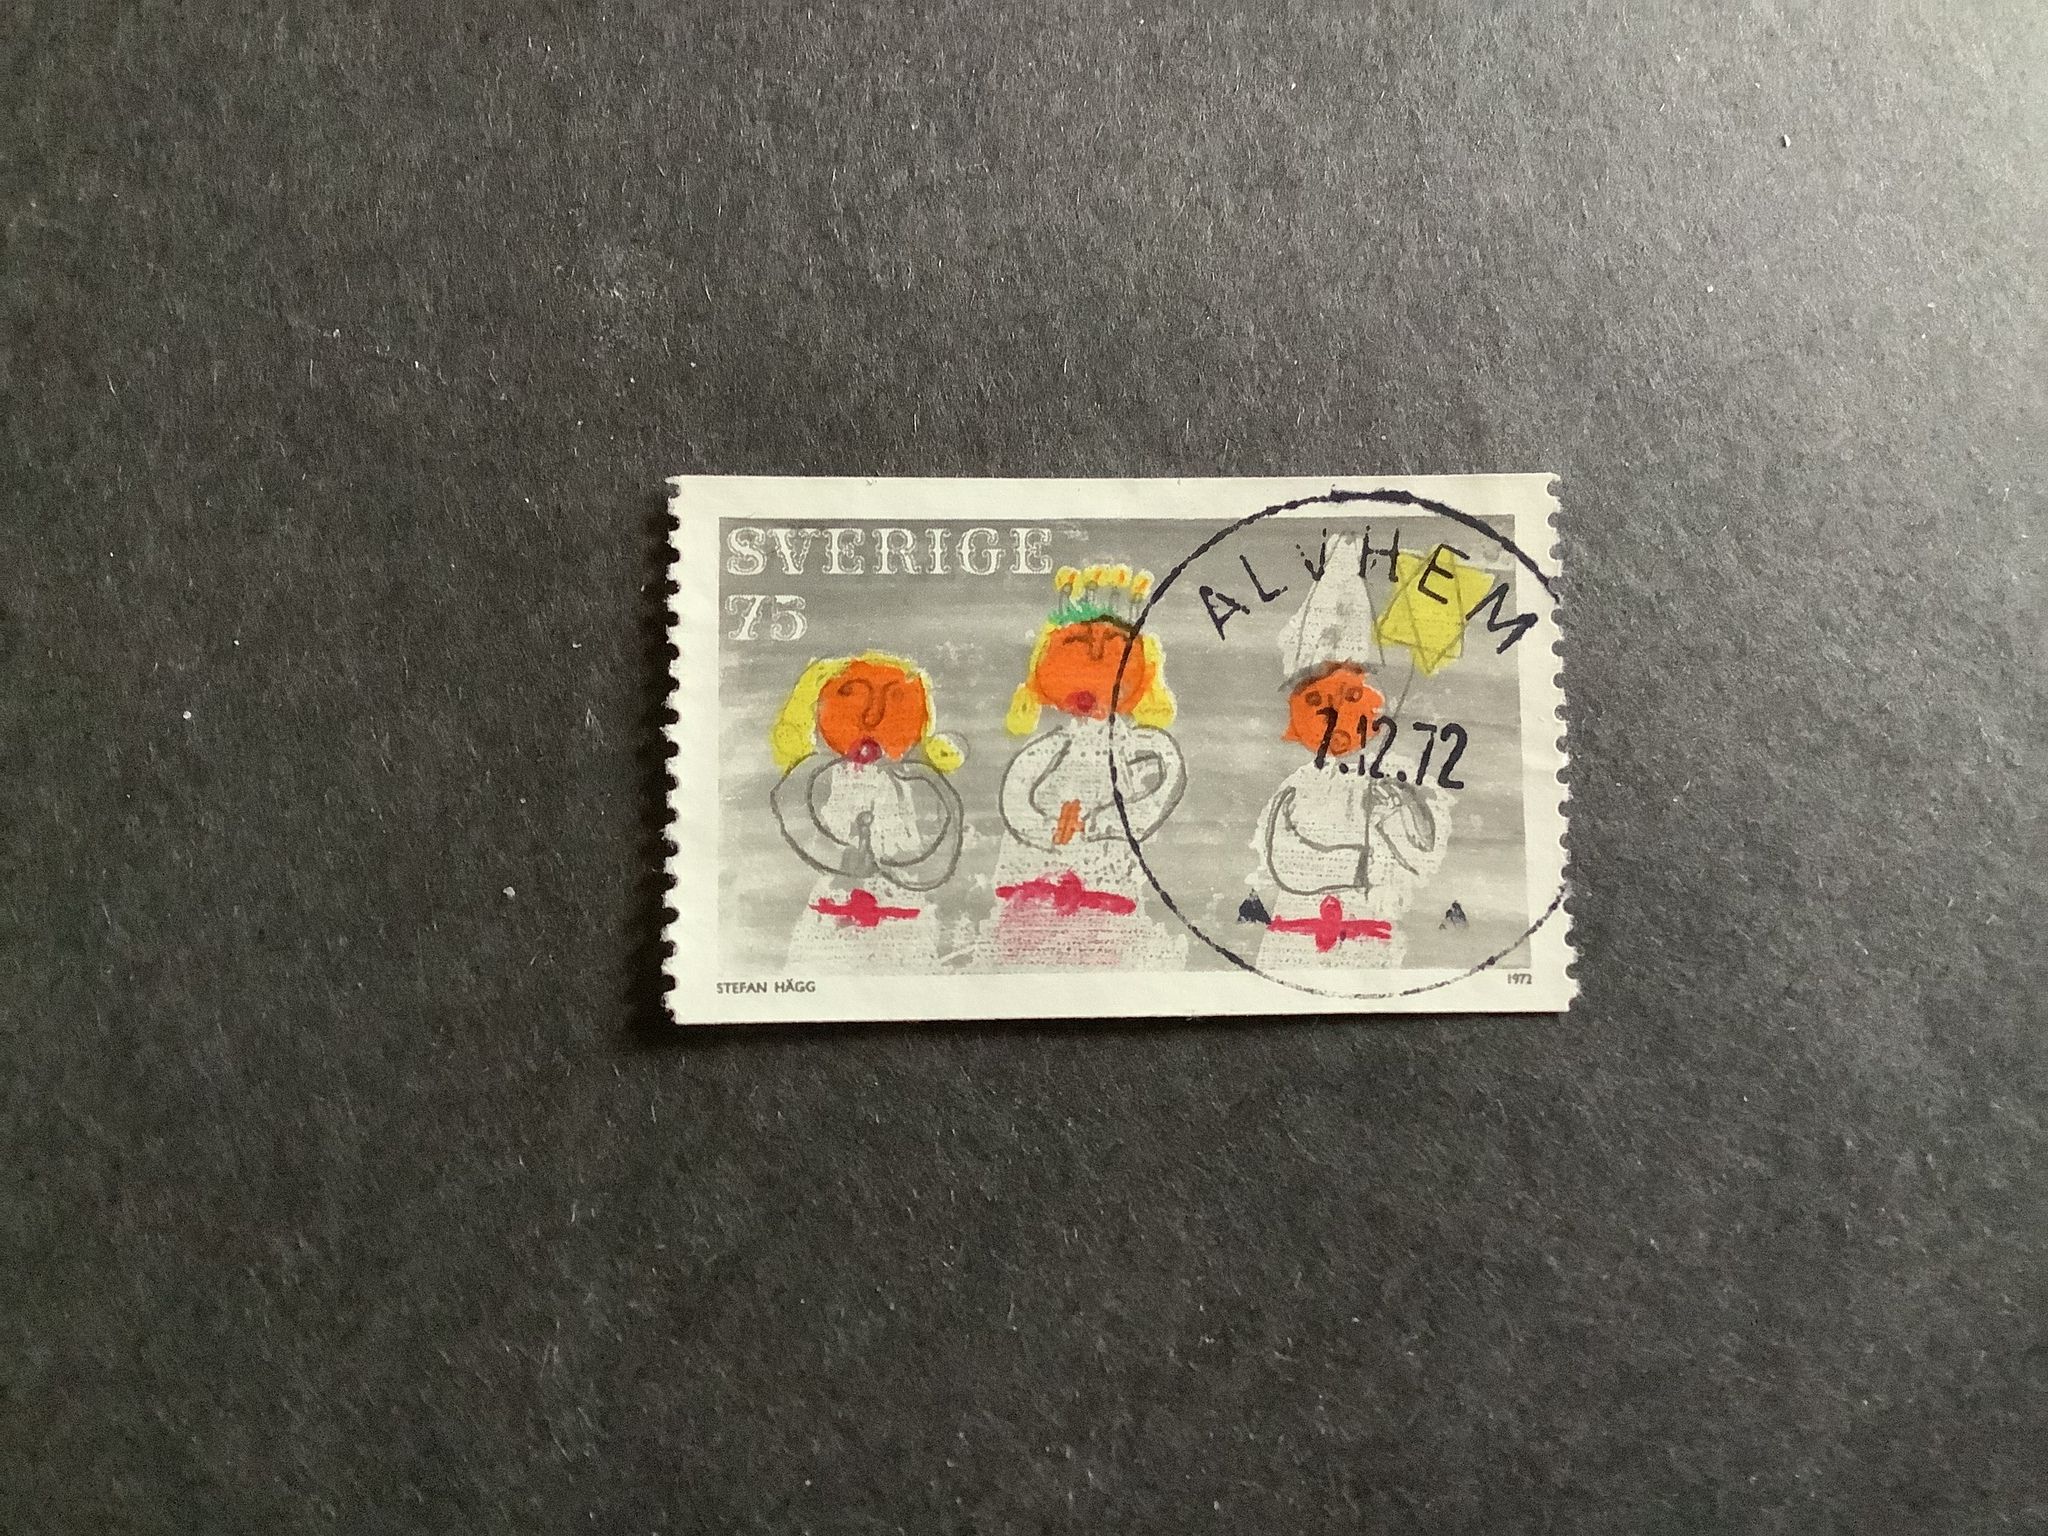 SVERIGE
75
ALVHEM
7.12.72
STEFAN HÄGG
1972